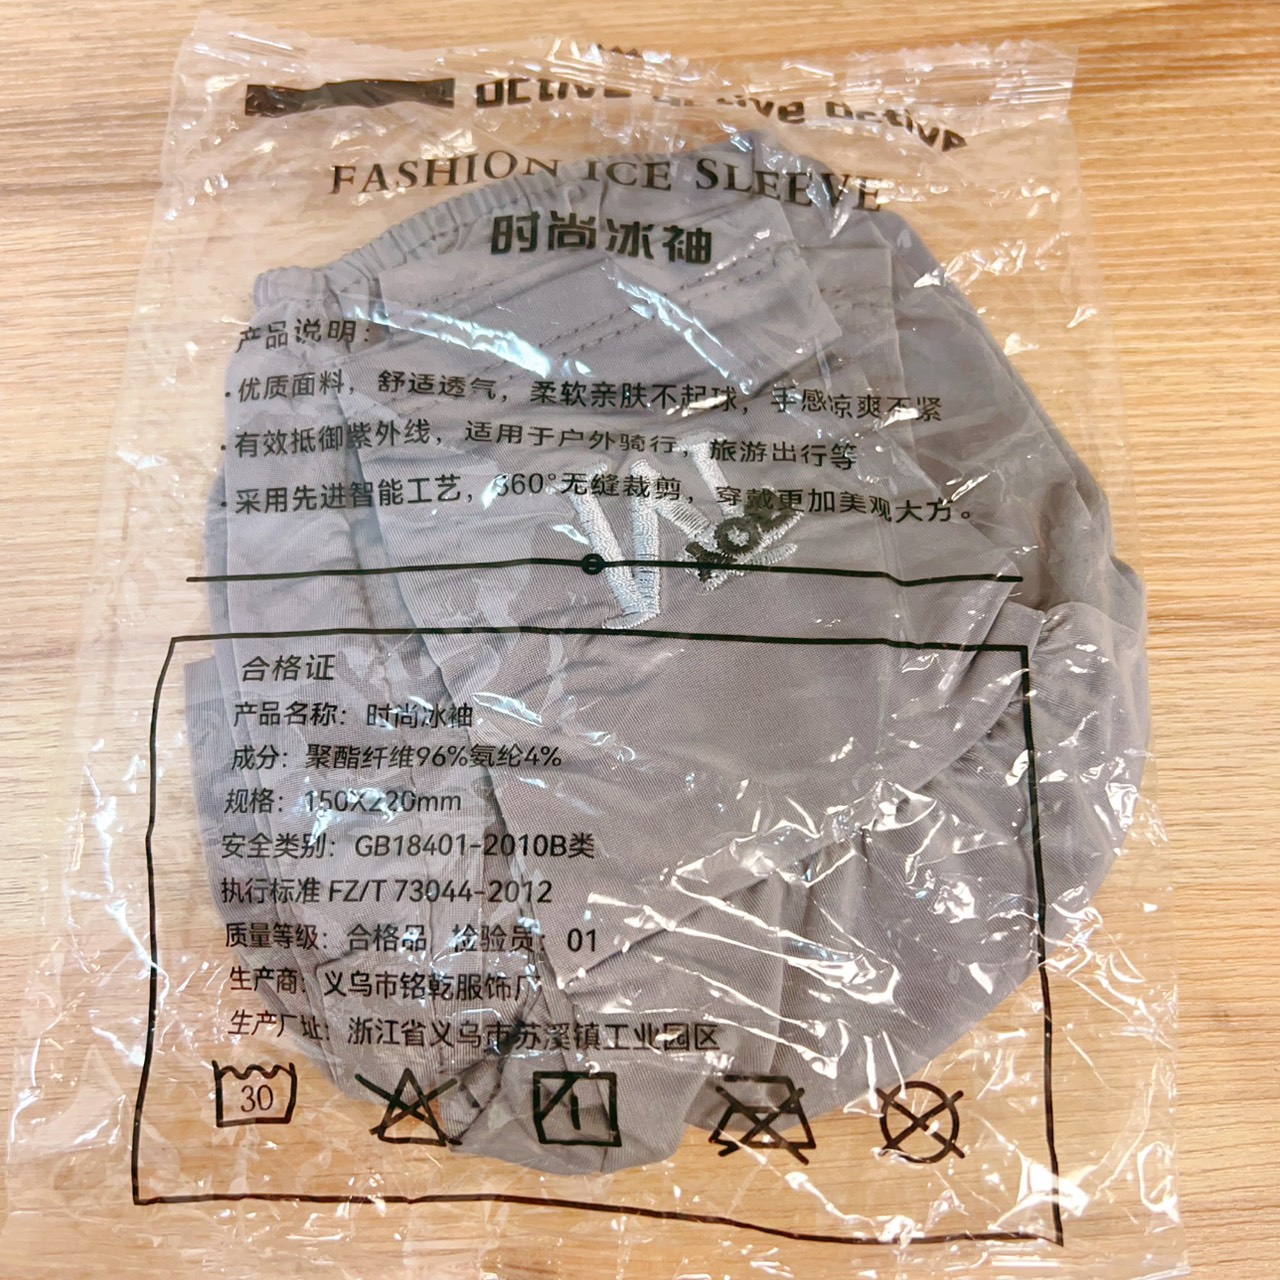 active active active
FASHION ICE SLEEVE
时尚冰袖
产品说明：
·优质面料，舒适透气，柔软亲肤不起球，手感凉爽不紧
·有效抵御紫外线，适用于户外骑行，旅游出行等
·采用先进智能工艺，360°无缝裁剪，穿戴更加美观大方。
合格证
产品名称：时尚冰袖
成分：聚酯纤维96%氨纶4%
规格：150X220mm
安全类别：GB18401-2010B类
执行标准 FZ/T 73044-2012
质量等级：合格品 检验员：01
生产商：义乌市铭乾服饰厂
生产厂址：浙江省义乌市苏溪镇工业园区
30